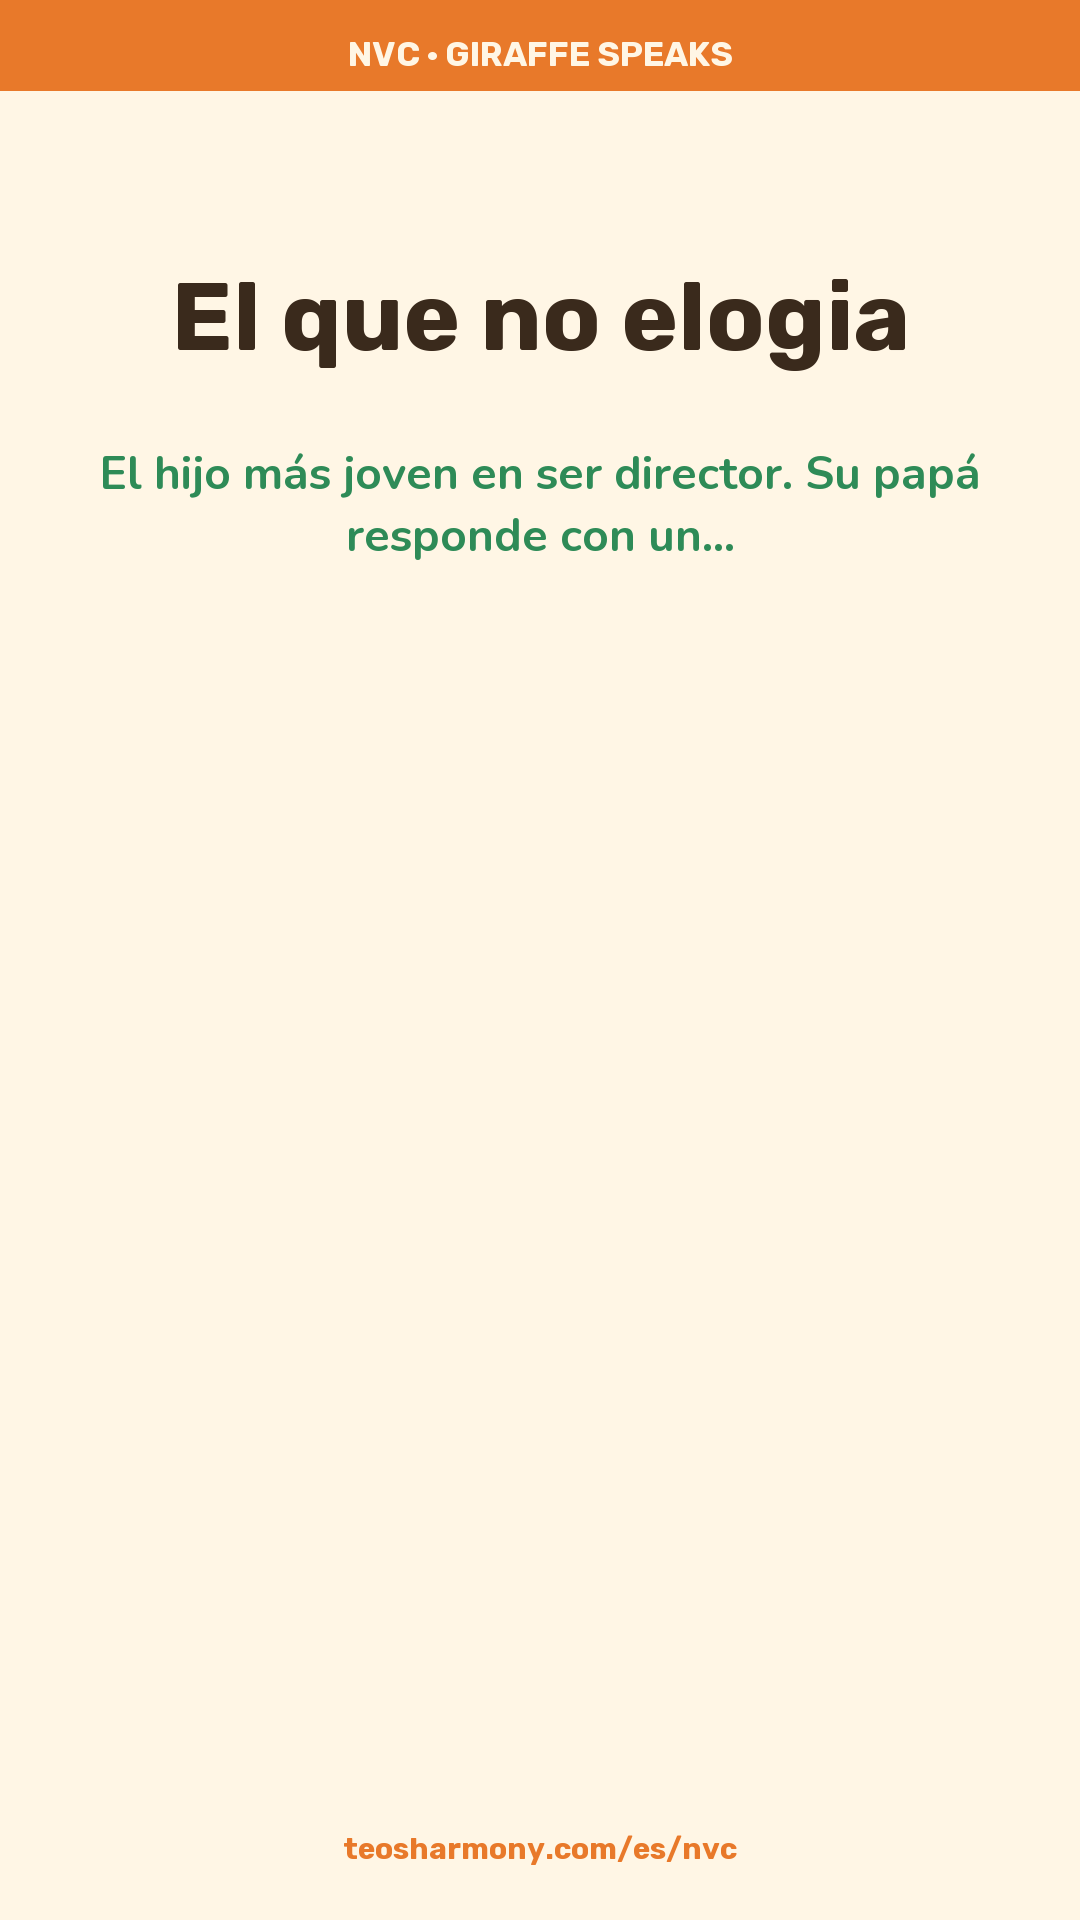 NVC • GIRAFFE SPEAKS
El que no elogia
El hijo más joven en ser director. Su papá
responde con un...
teosharmony.com/es/nvc